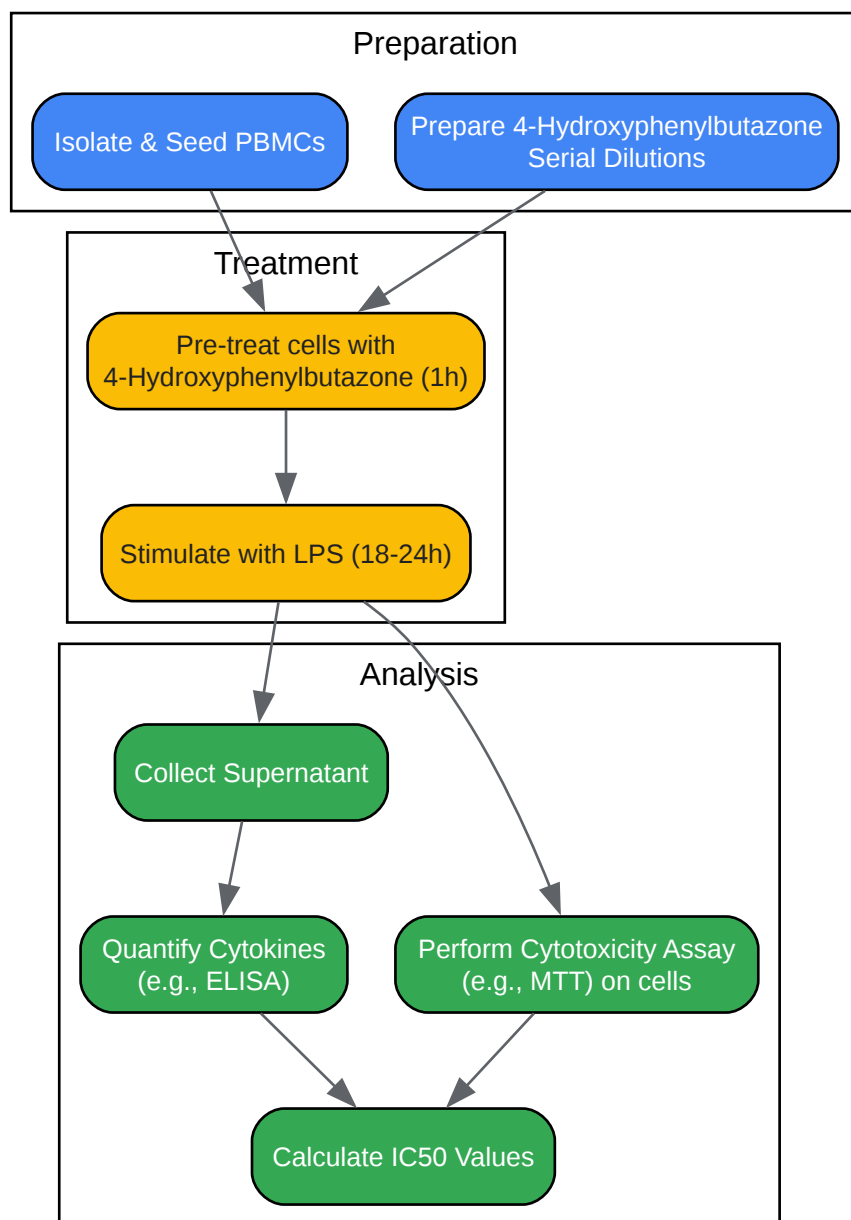 Preparation
Isolate & Seed PBMCs
Prepare 4-Hydroxyphenylbutazone
Serial Dilutions
Treatment
Pre-treat cells with
4-Hydroxyphenylbutazone (1h)
Stimulate with LPS (18-24h)
Analysis
Collect Supernatant
Quantify Cytokines
(e.g., ELISA)
Perform Cytotoxicity Assay
(e.g., MTT) on cells
Calculate IC50 Values